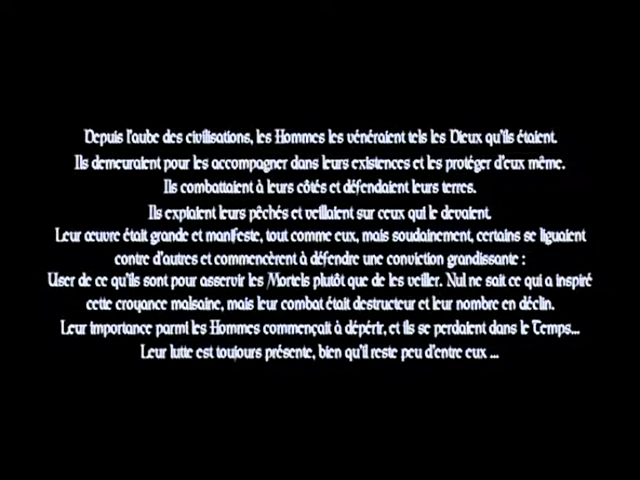 Depuis l'aube des civilisations, les Hommes les vénéraient tels les Dieux qu'ils étaient.
Ils demeuraient pour les accompagner dans leurs existences et les protéger d'eux même.
Ils combattaient à leurs côtés et défendaient leurs terres.
Ils expiaient leurs pêchés et veillaient sur ceux qui le devaient.
Leur œuvre était grande et manifeste, tout comme eux, mais soudainement, certains se liguaient
contre d'autres et commencèrent à défendre une conviction grandissante :
User de ce qu'ils sont pour asservir les Mortels plutôt que de les veiller. Nul ne sait ce qui a inspiré
cette croyance malsaine, mais leur combat était destructeur et leur nombre en déclin.
Leur importance parmi les Hommes commençait à dépérir, et ils se perdaient dans le Temps...
Leur lutte est toujours présente, bien qu'il reste peu d'entre eux ...